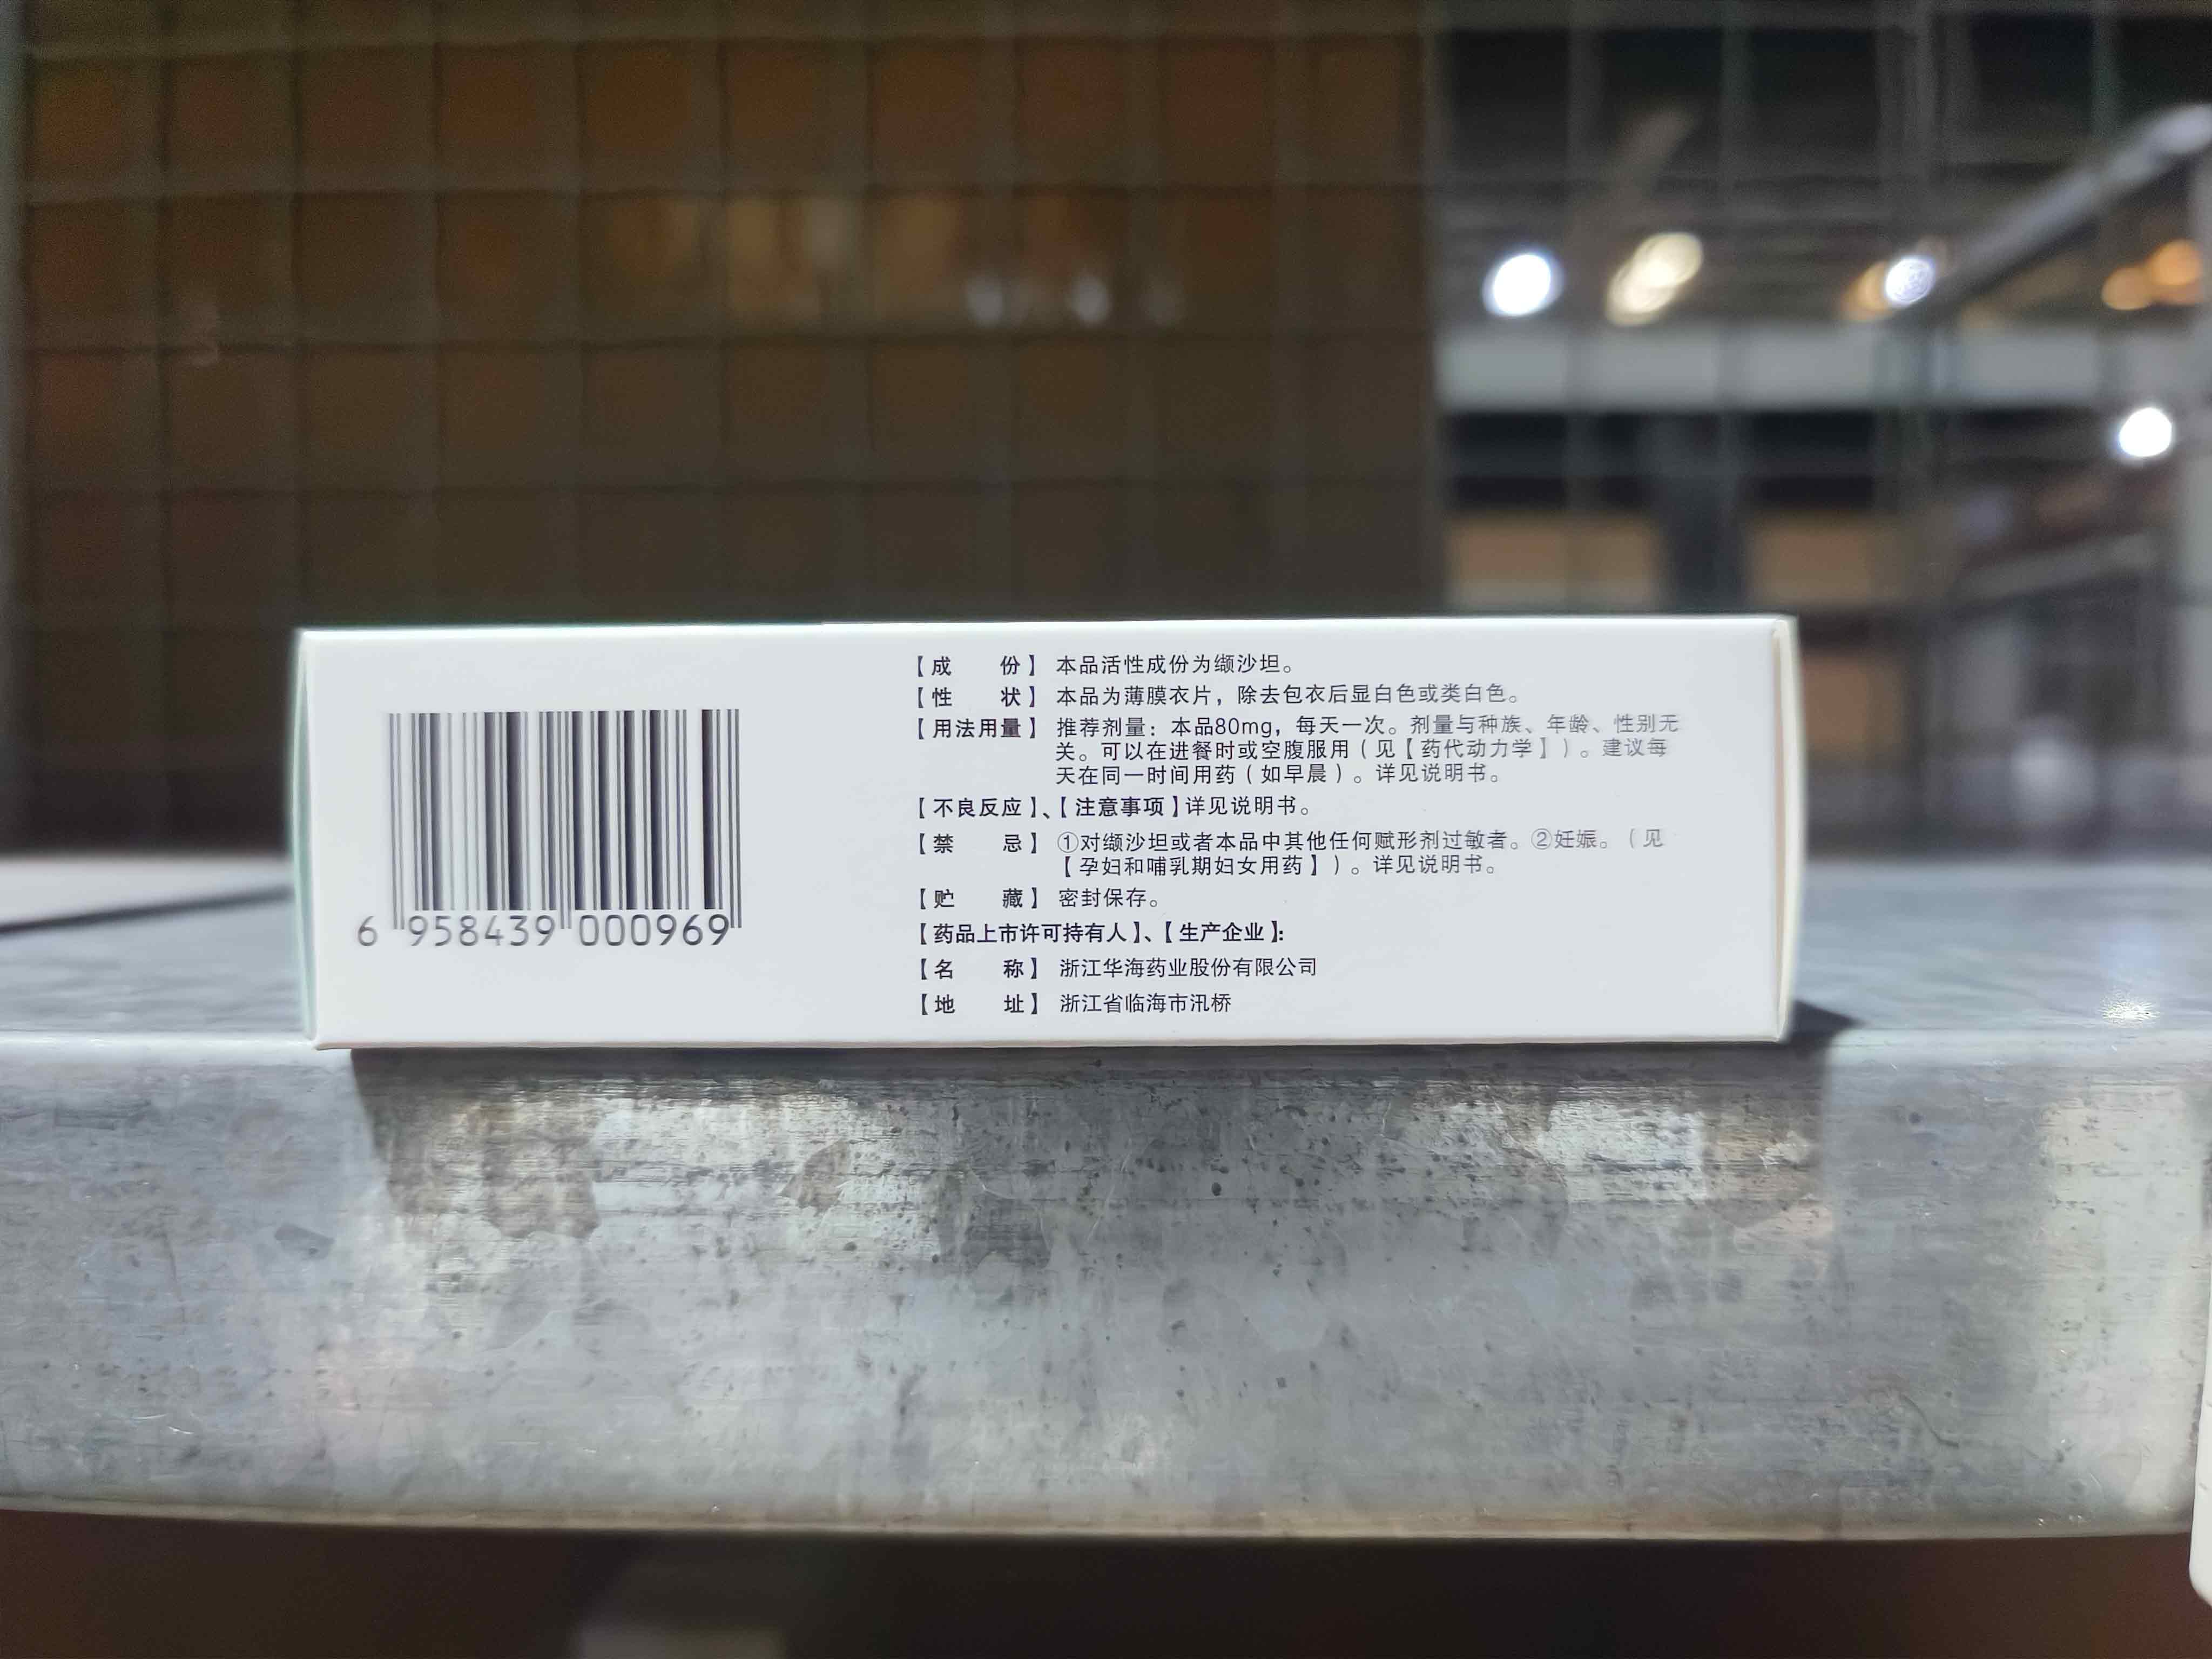 【成 份】 本品活性成份为缬沙坦。
【性 状】 本品为薄膜衣片，除去包衣后显白色或类白色。
【用法用量】 推荐剂量：本品80mg，每天一次。剂量与种族、年龄、性别无
关。可以在进餐时或空腹服用（见【药代动力学】）。建议每
天在同一时间用药（如早晨）。详见说明书。
【不良反应】、【注意事项】详见说明书。
【禁 忌】 ①对缬沙坦或者本品中其他任何赋形剂过敏者。②妊娠。（见
【孕妇和哺乳期妇女用药】）。详见说明书。
【贮 藏】 密封保存。
【药品上市许可持有人】、【生产企业】：
【名 称】 浙江华海药业股份有限公司
【地 址】 浙江省临海市汛桥
6 958439 000969